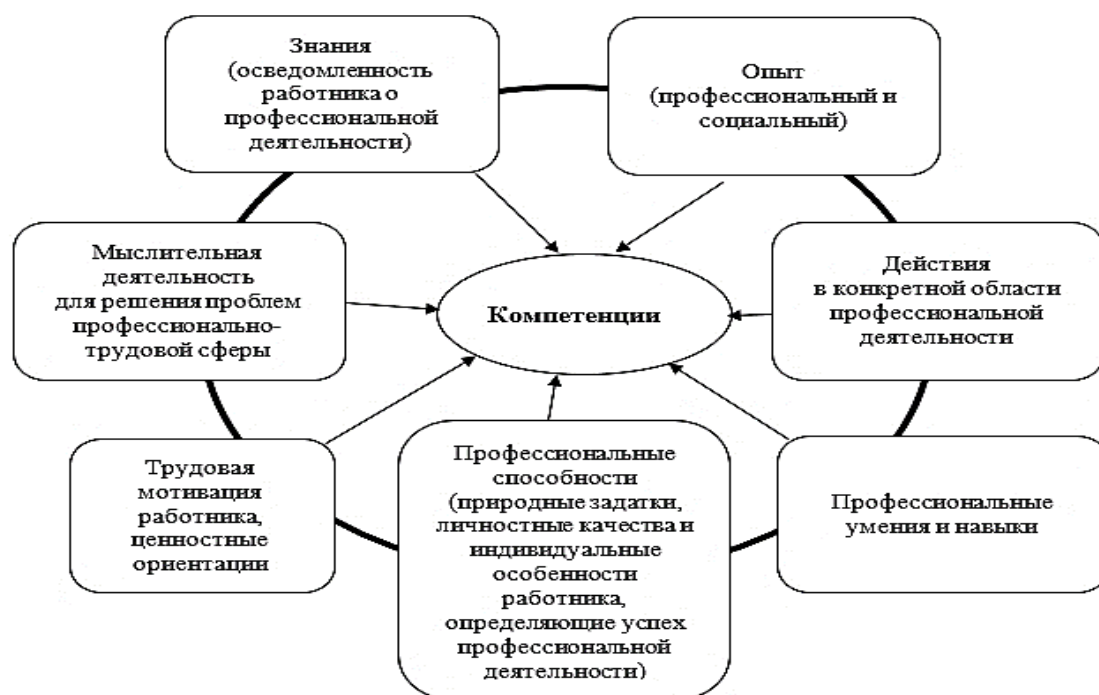 Знания
(осведомленность
работника о
профессиональной
деятельности)
Опыт
(профессиональный и
социальный)
Мыслительная
деятельность
для решения проблем
профессионально-
трудовой сферы
Компетенции
Действия
в конкретной области
профессиональной
деятельности
Трудовая
мотивация
работника,
ценностные
ориентации
Профессиональные
способности
(природные задатки,
личностные качества и
индивидуальные
особенности
работника,
определяющие успех
профессиональной
деятельности)
Профессиональные
умения и навыки